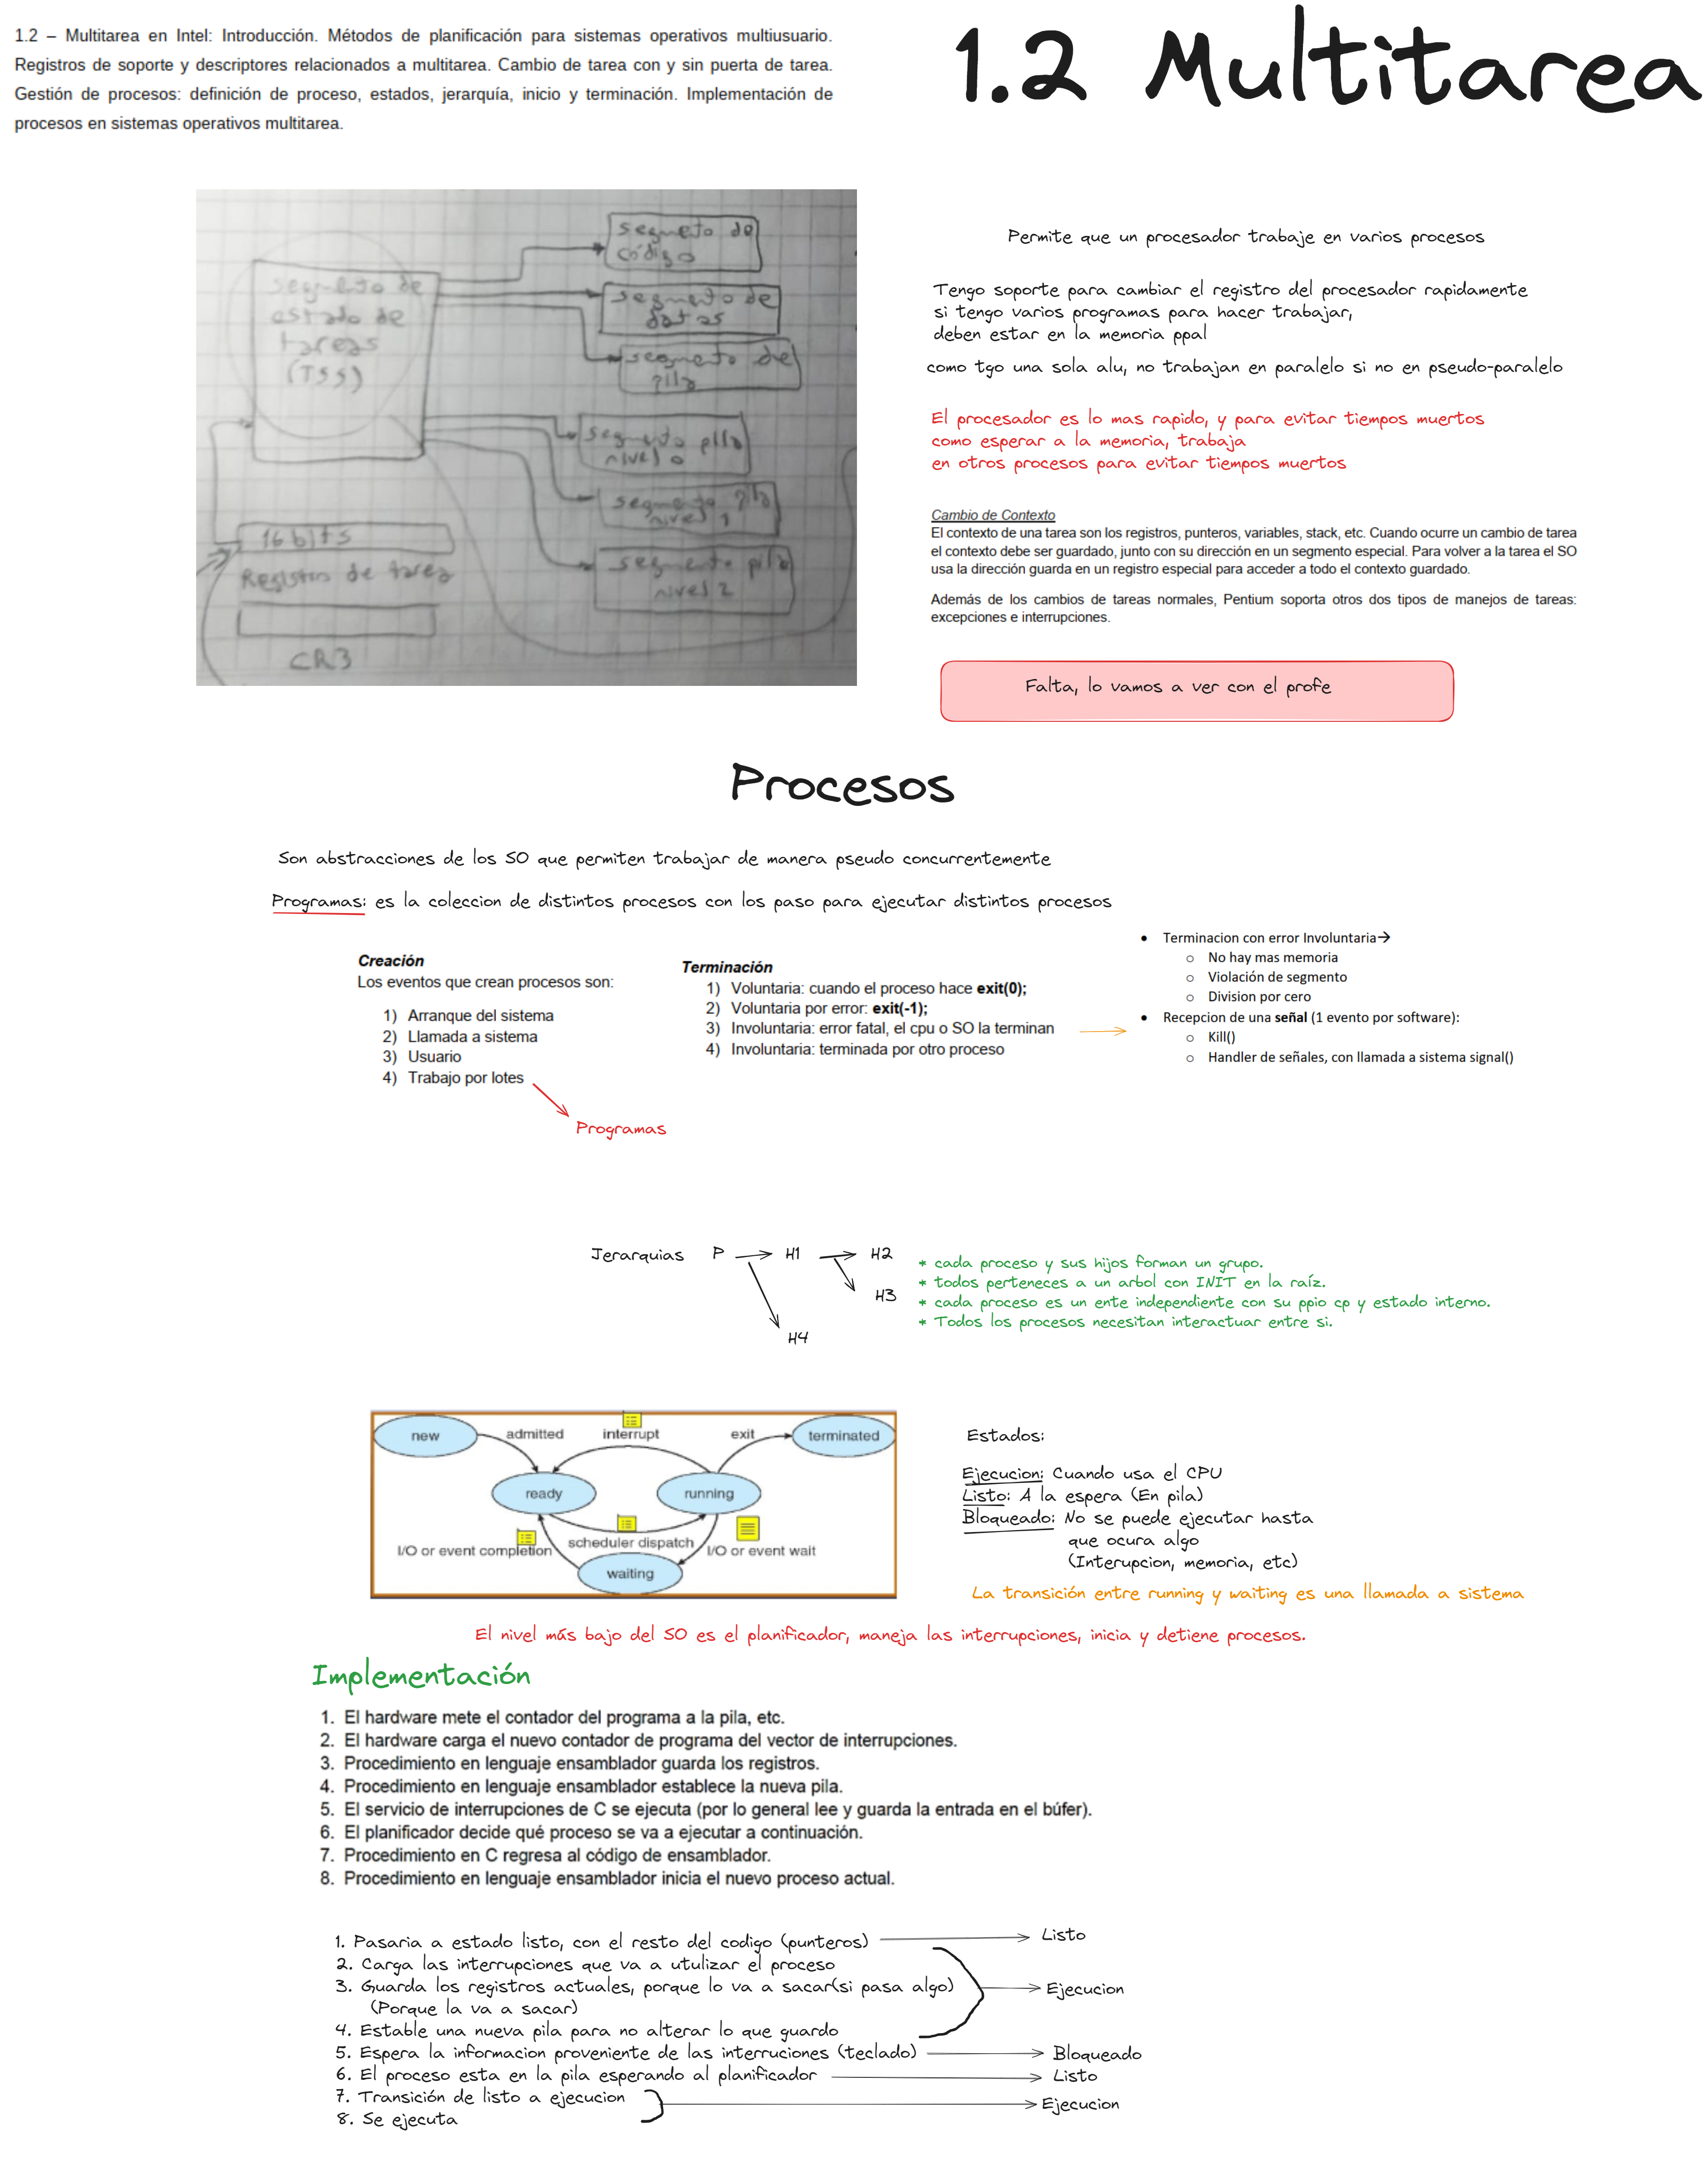 1.2 – Multitarea en Intel: Introducción. Métodos de planificación para sistemas operativos multiusuario.
Registros de soporte y descriptores relacionados a multitarea. Cambio de tarea con y sin puerta de tarea.
Gestión de procesos: definición de proceso, estados, jerarquía, inicio y terminación. Implementación de
procesos en sistemas operativos multitarea.
1.2 Multitarea
segmento de
estado de
tareas
(TSS)
segmeto de
código
segmento de
datos
segmento de
pila
segmento pila
nivel 0
segmento pila
nivel 1
segmento pila
nivel 2
16 bits
Registro de tarea
CR3
Permite que un procesador trabaje en varios procesos
Tengo soporte para cambiar el registro del procesador rapidamente
si tengo varios programas para hacer trabajar,
deben estar en la memoria ppal
como tgo una sola alu, no trabajan en paralelo si no en pseudo-paralelo
El procesador es lo mas rapido, y para evitar tiempos muertos
como esperar a la memoria, trabaja
en otros procesos para evitar tiempos muertos
Cambio de Contexto
El contexto de una tarea son los registros, punteros, variables, stack, etc. Cuando ocurre un cambio de tarea
el contexto debe ser guardado, junto con su dirección en un segmento especial. Para volver a la tarea el SO
usa la dirección guarda en un registro especial para acceder a todo el contexto guardado.
Además de los cambios de tareas normales, Pentium soporta otros dos tipos de manejos de tareas:
excepciones e interrupciones.
Falta, lo vamos a ver con el profe
Procesos
Son abstracciones de los SO que permiten trabajar de manera pseudo concurrentemente
Programas: es la coleccion de distintos procesos con los paso para ejecutar distintos procesos
Creación
Los eventos que crean procesos son:
1) Arranque del sistema
2) Llamada a sistema
3) Usuario
4) Trabajo por lotes
Programas
Terminación
1) Voluntaria: cuando el proceso hace exit(0);
2) Voluntaria por error: exit(-1);
3) Involuntaria: error fatal, el cpu o SO la terminan
4) Involuntaria: terminada por otro proceso
• Terminacion con error Involuntaria→
o No hay mas memoria
o Violación de segmento
o Division por cero
• Recepcion de una señal (1 evento por software):
o Kill()
o Handler de señales, con llamada a sistema signal()
Jerarquias P H1 H2
H3
H4
* cada proceso y sus hijos forman un grupo.
* todos perteneces a un arbol con INIT en la raíz.
* cada proceso es un ente independiente con su ppio cp y estado interno.
* Todos los procesos necesitan interactuar entre si.
new
admitted
interrupt
exit
terminated
ready
running
I/O or event completion
scheduler dispatch
I/O or event wait
waiting
Estados:
Ejecucion: Cuando usa el CPU
Listo: A la espera (En pila)
Bloqueado: No se puede ejecutar hasta
que ocura algo
(Interupcion, memoria, etc)
La transición entre running y waiting es una llamada a sistema
El nivel más bajo del SO es el planificador, maneja las interrupciones, inicia y detiene procesos.
Implementación
1. El hardware mete el contador del programa a la pila, etc.
2. El hardware carga el nuevo contador de programa del vector de interrupciones.
3. Procedimiento en lenguaje ensamblador guarda los registros.
4. Procedimiento en lenguaje ensamblador establece la nueva pila.
5. El servicio de interrupciones de C se ejecuta (por lo general lee y guarda la entrada en el búfer).
6. El planificador decide qué proceso se va a ejecutar a continuación.
7. Procedimiento en C regresa al código de ensamblador.
8. Procedimiento en lenguaje ensamblador inicia el nuevo proceso actual.
1. Pasaria a estado listo, con el resto del codigo (punteros)
Listo
2. Carga las interrupciones que va a utulizar el proceso
3. Guarda los registros actuales, porque lo va a sacar(si pasa algo)
(Porque la va a sacar)
4. Estable una nueva pila para no alterar lo que guardo
Ejecucion
5. Espera la informacion proveniente de las interruciones (teclado)
Bloqueado
6. El proceso esta en la pila esperando al planificador
Listo
7. Transición de listo a ejecucion
8. Se ejecuta
Ejecucion